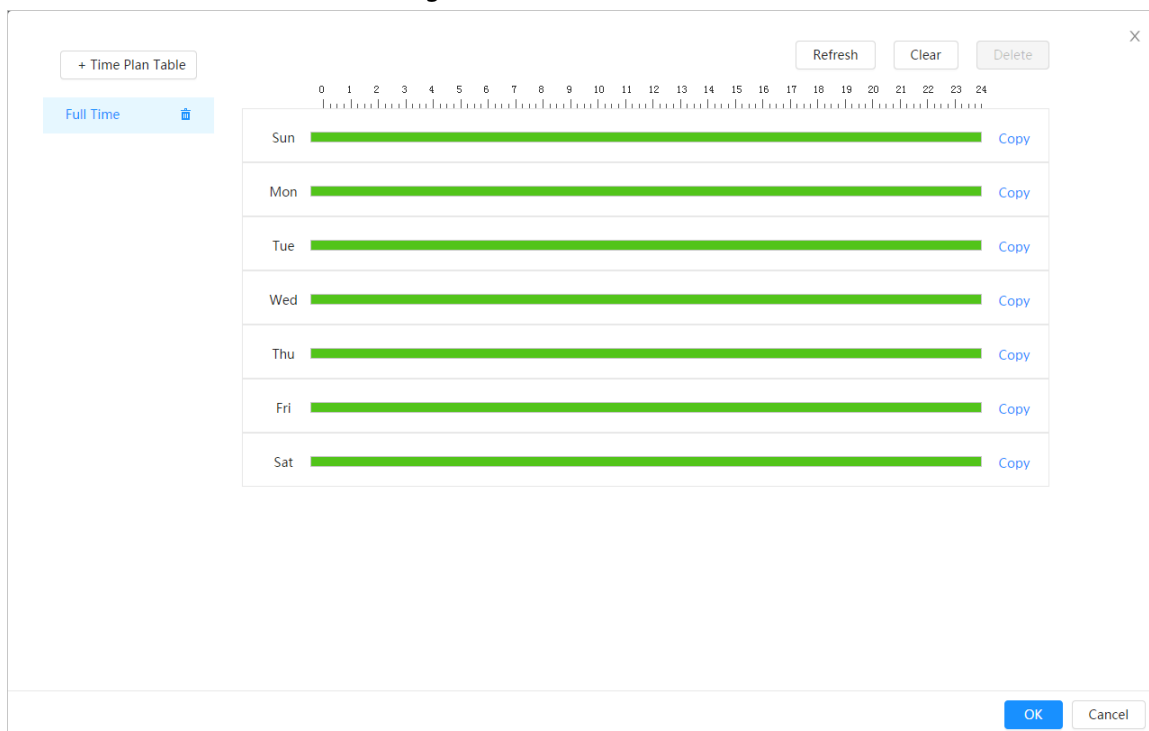 g
X
+ Time Plan Table
Refresh Clear Delete
0 1 2 3 4 5 6 7 8 9 10 11 12 13 14 15 16 17 18 19 20 21 22 23 24
Full Time
Sun Copy
Mon Copy
Tue Copy
Wed Copy
Thu Copy
Fri Copy
Sat Copy
OK Cancel